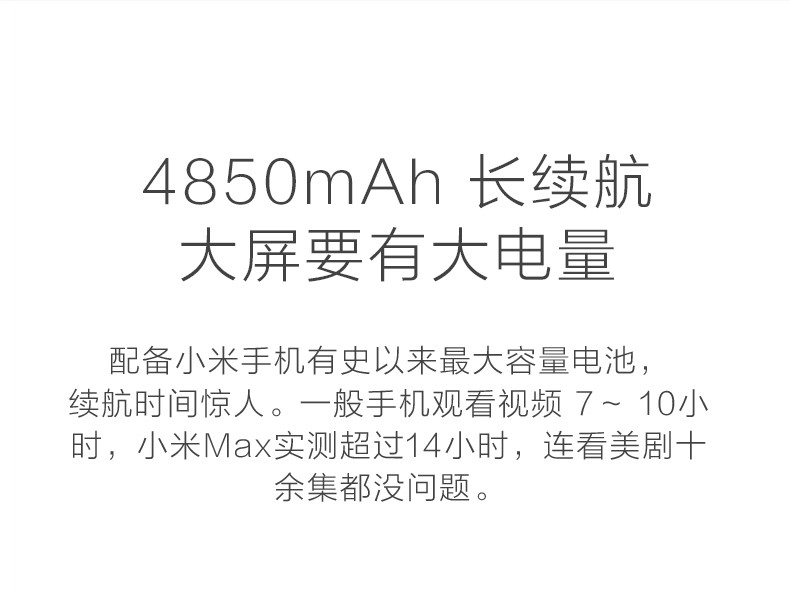 4850mAh 长续航
大屏要有大电量
配备小米手机有史以来最大容量电池，
续航时间惊人。一般手机观看视频 7～ 10小
时，小米Max实测超过14小时，连看美剧十
余集都没问题。